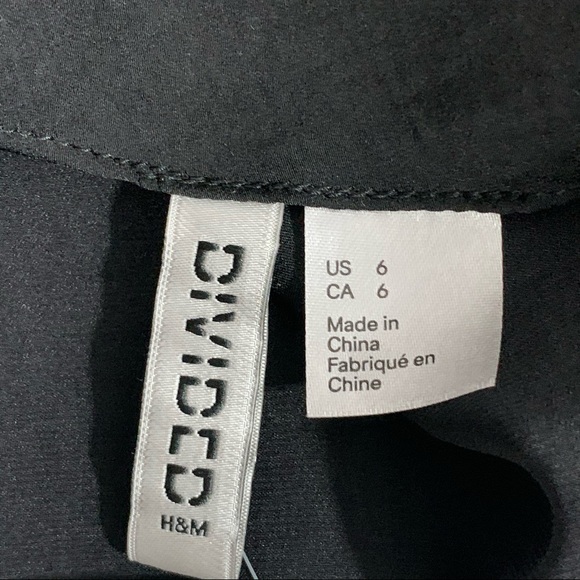 DIVIDED
H&M
US 6
CA 6
Made in
China
Fabriqué en
Chine